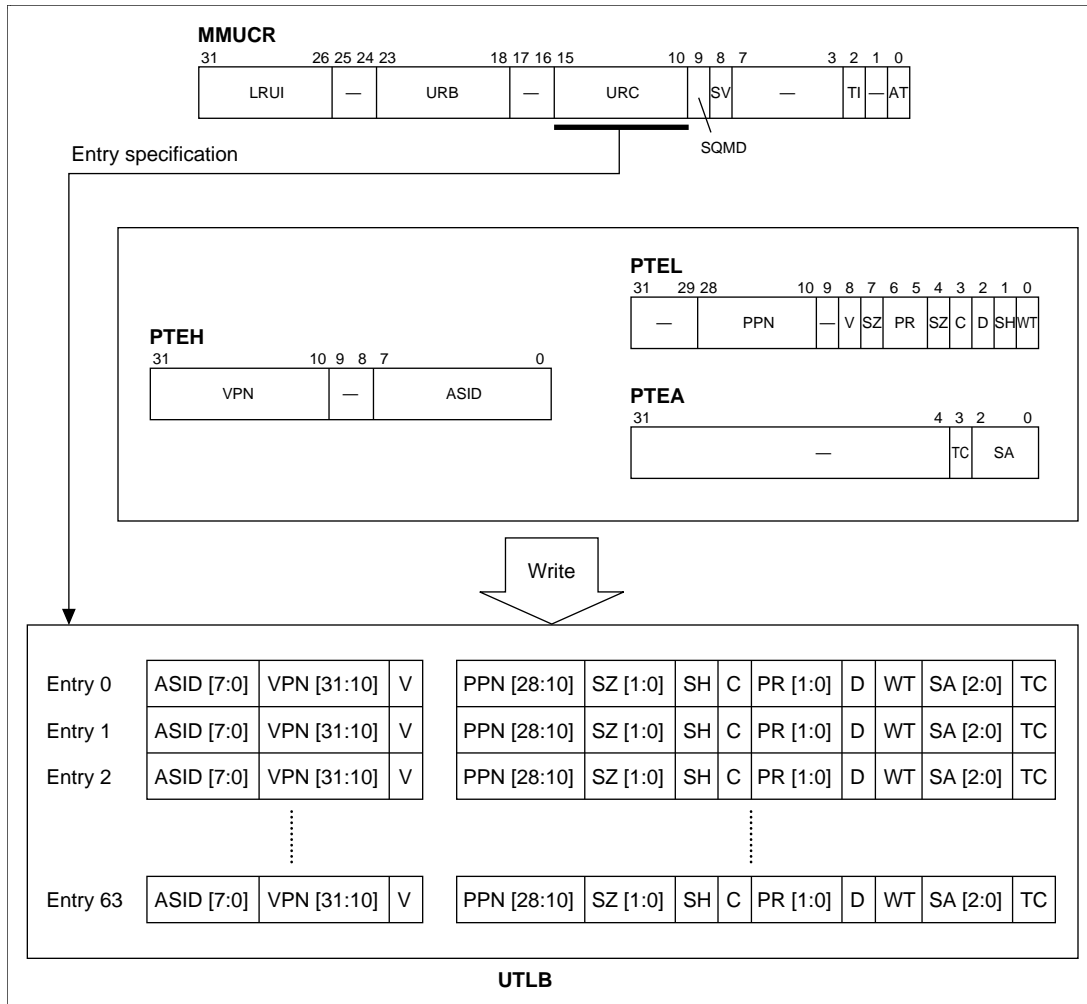 MMUCR
31 26 25 24 23 18 17 16 15 10 9 8 7 3 2 1 0
LRUI — URB — URC SV — TI — AT
SQMD
Entry specification
PTEL
31 29 28 10 9 8 7 6 5 4 3 2 1 0
— PPN — V SZ PR SZ C D SH WT
PTEH
31 10 9 8 7 0
VPN — ASID
PTEA
31 4 3 2 0
— TC SA
Write
Entry 0 ASID [7:0] VPN [31:10] V PPN [28:10] SZ [1:0] SH C PR [1:0] D WT SA [2:0] TC
Entry 1 ASID [7:0] VPN [31:10] V PPN [28:10] SZ [1:0] SH C PR [1:0] D WT SA [2:0] TC
Entry 2 ASID [7:0] VPN [31:10] V PPN [28:10] SZ [1:0] SH C PR [1:0] D WT SA [2:0] TC
Entry 63 ASID [7:0] VPN [31:10] V PPN [28:10] SZ [1:0] SH C PR [1:0] D WT SA [2:0] TC
UTLB